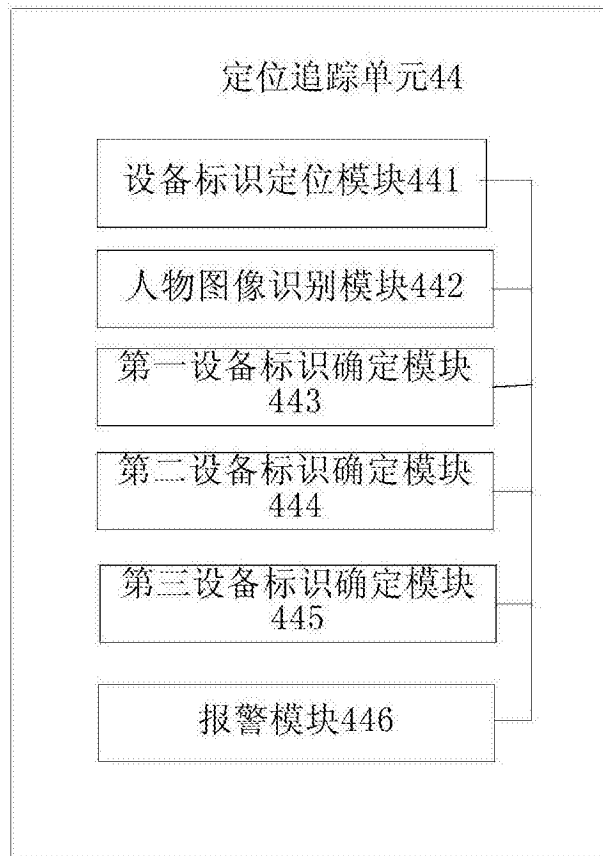 定位追踪单元44
设备标识定位模块441
人物图像识别模块442
第一设备标识确定模块
443
第二设备标识确定模块
444
第三设备标识确定模块
445
报警模块446